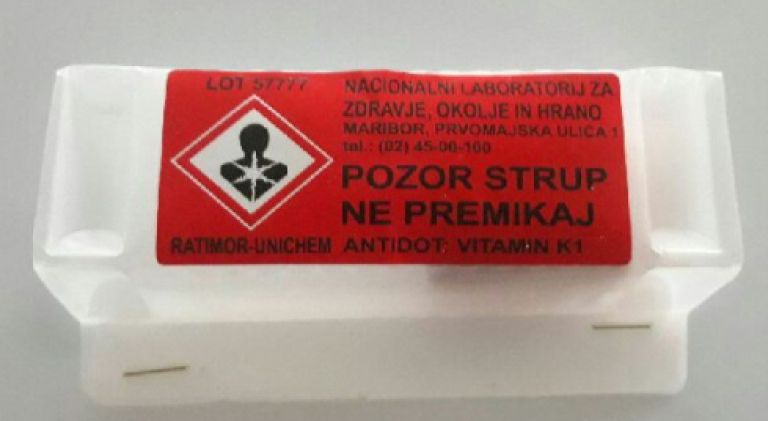 LOT 57777
NACIONALNI LABORATORIJ ZA
ZDRAVJE, OKOLJE IN HRANO
MARIBOR, PRVOMAJSKA ULICA 1
tel.: (02) 45-00-100
POZOR STRUP
NE PREMIKAJ
RATIMOR-UNICHEM ANTIDOT: VITAMIN K1